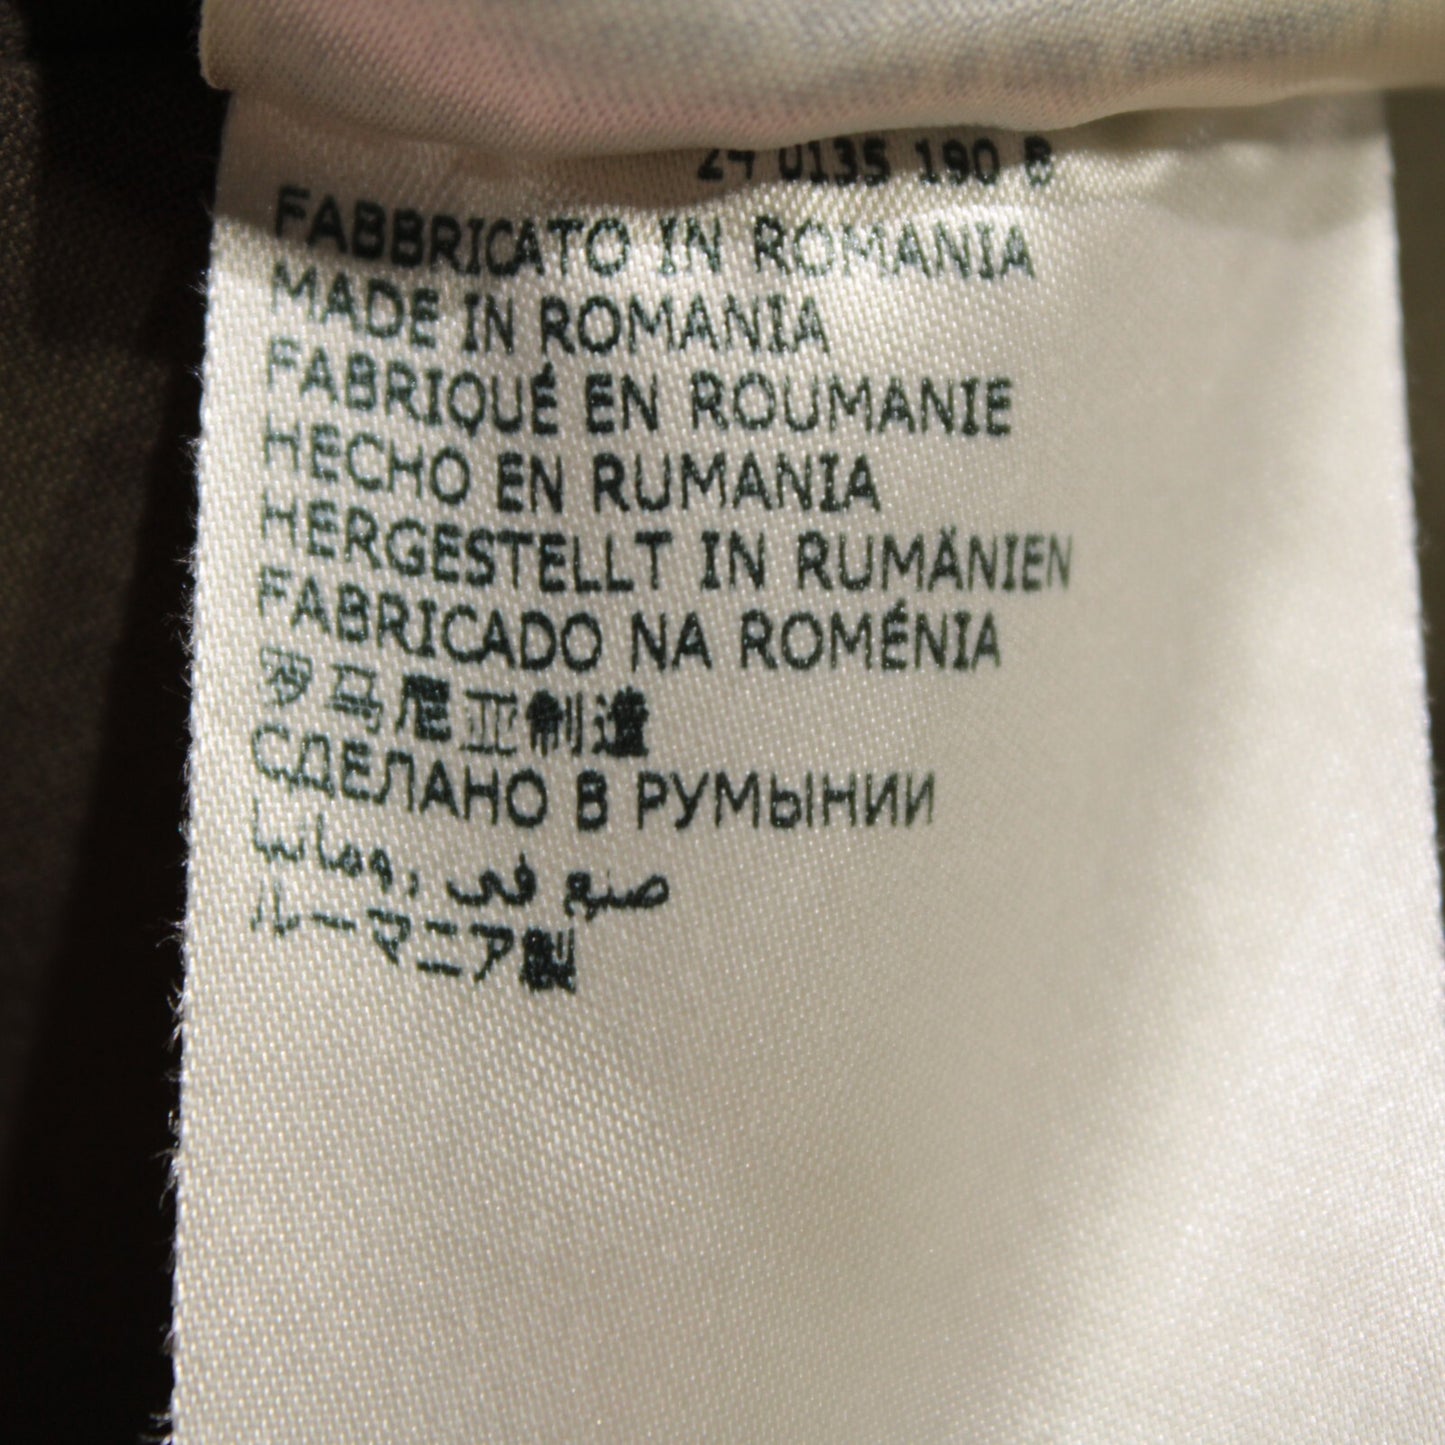 24 0135 190 B
FABBRICATO IN ROMANIA
MADE IN ROMANIA
FABRIQUÉ EN ROUMANIE
HECHO EN RUMANIA
HERGESTELLT IN RUMÄNIEN
FABRICADO NA ROMÉNIA
罗马尼亚制造
СДЕЛАНО В РУМЫНИИ
صنع في رومانيا
ルーマニア製